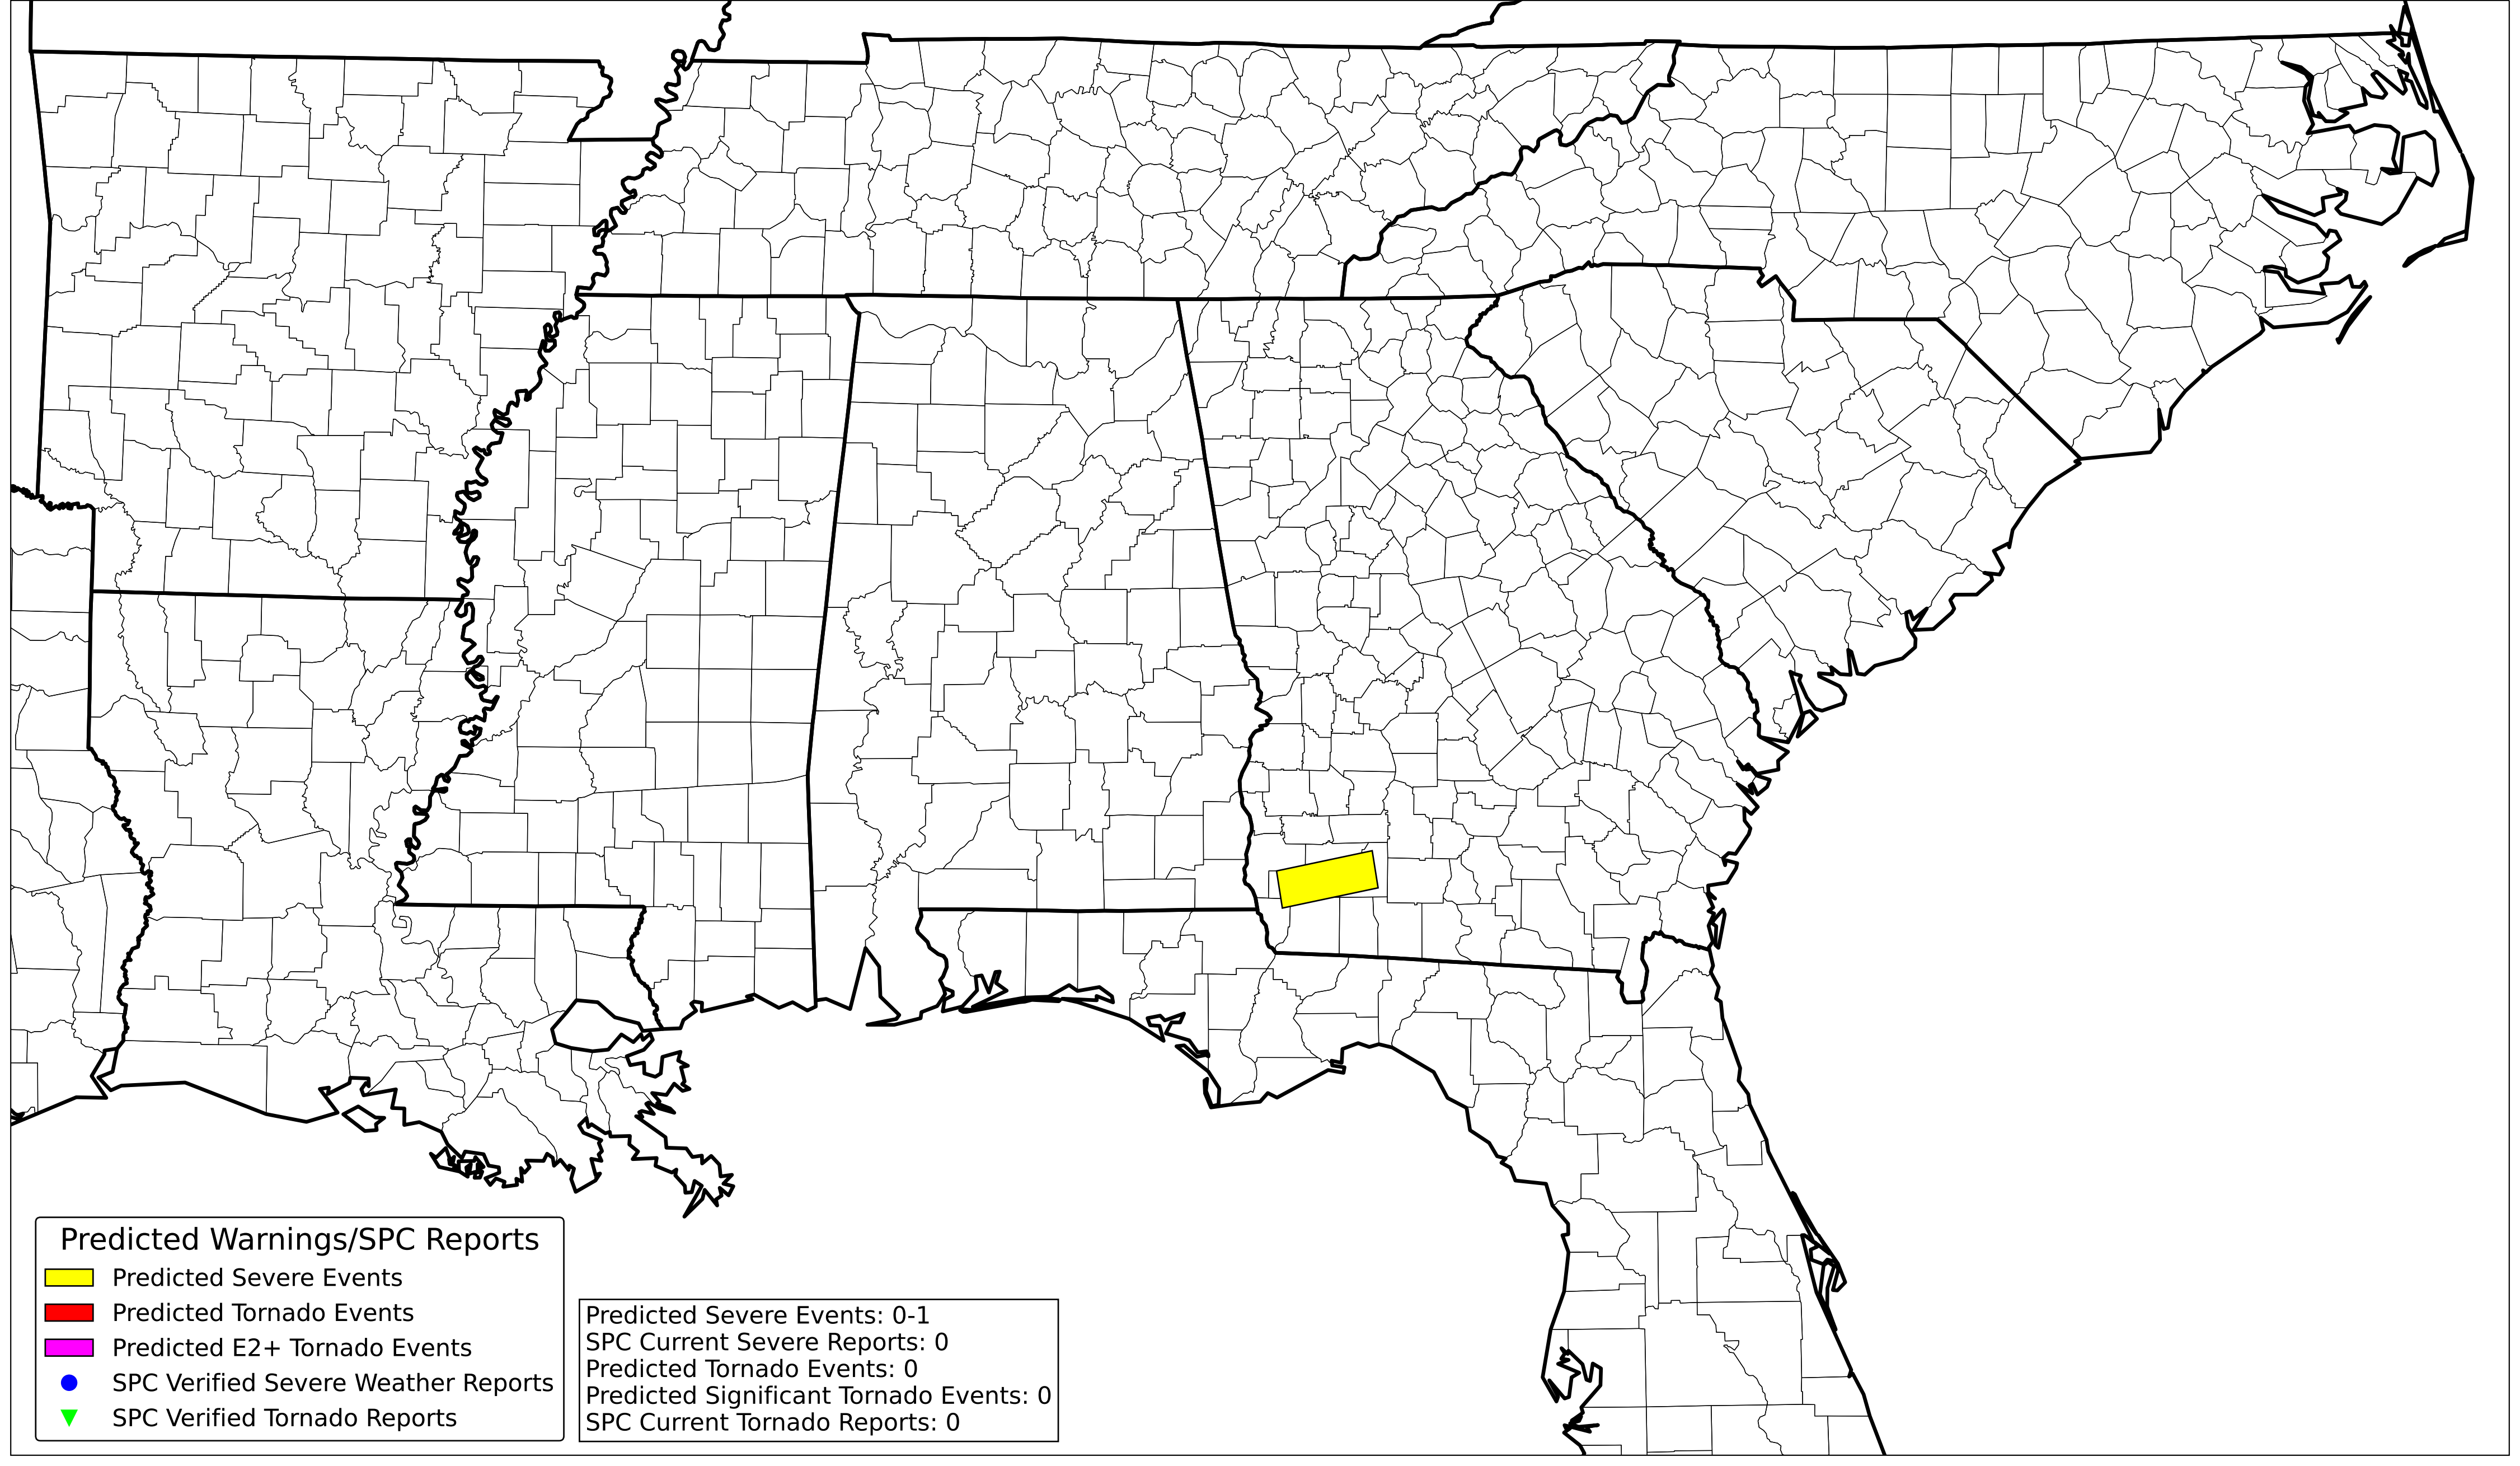 Predicted Warnings/SPC Reports
Predicted Severe Events
Predicted Tornado Events
Predicted E2+ Tornado Events
SPC Verified Severe Weather Reports
SPC Verified Tornado Reports
Predicted Severe Events: 0-1
SPC Current Severe Reports: 0
Predicted Tornado Events: 0
Predicted Significant Tornado Events: 0
SPC Current Tornado Reports: 0